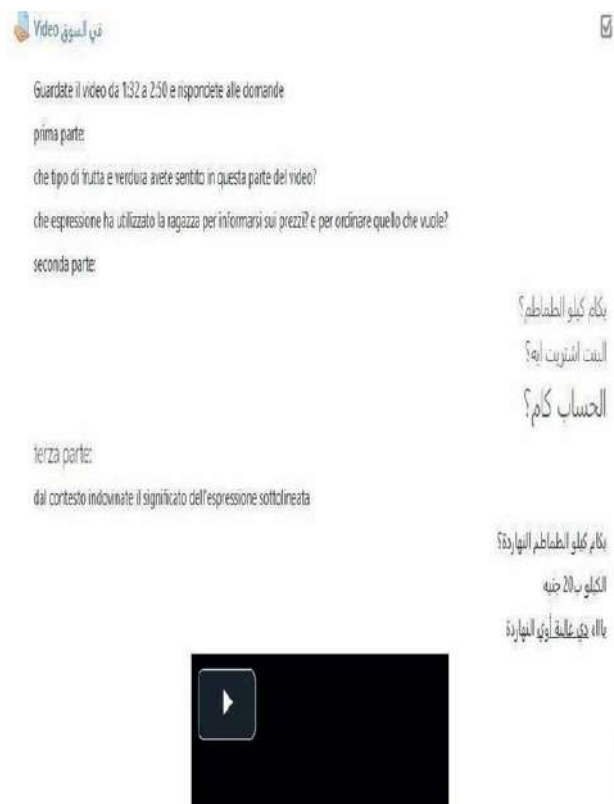 Video في السوق
Guardate il video da 1:32 a 2:50 e rispondete alle domande
prima parte:
che tipo di frutta e verdura avete sentito in questa parte del video?
che espressione ha utilizzato la ragazza per informarsi sui prezzi? e per ordinare quello che vuole?
seconda parte:
بكام كيلو الطماطم؟
البنت اشتريت ايه؟
الحساب كام؟
terza parte:
dal contesto indovinate il significato dell'espressione sottolineata
بكام كيلو الطماطم النهاردة؟
الكيلو ب20 جنيه
ياااه دي غالية أوي النهاردة